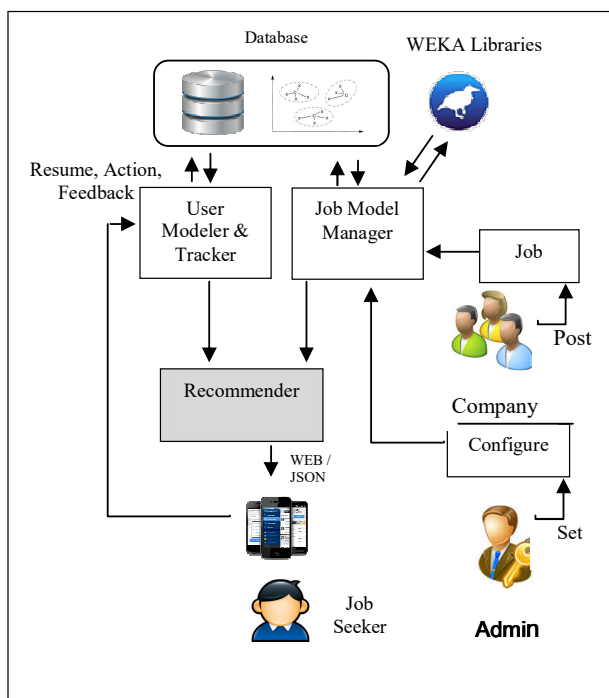 Database
WEKA Libraries
Resume, Action,
Feedback
User
Modeler &
Tracker
Job Model
Manager
Job
Post
Recommender
Company
Configure
WEB /
JSON
Set
Job
Seeker
Admin